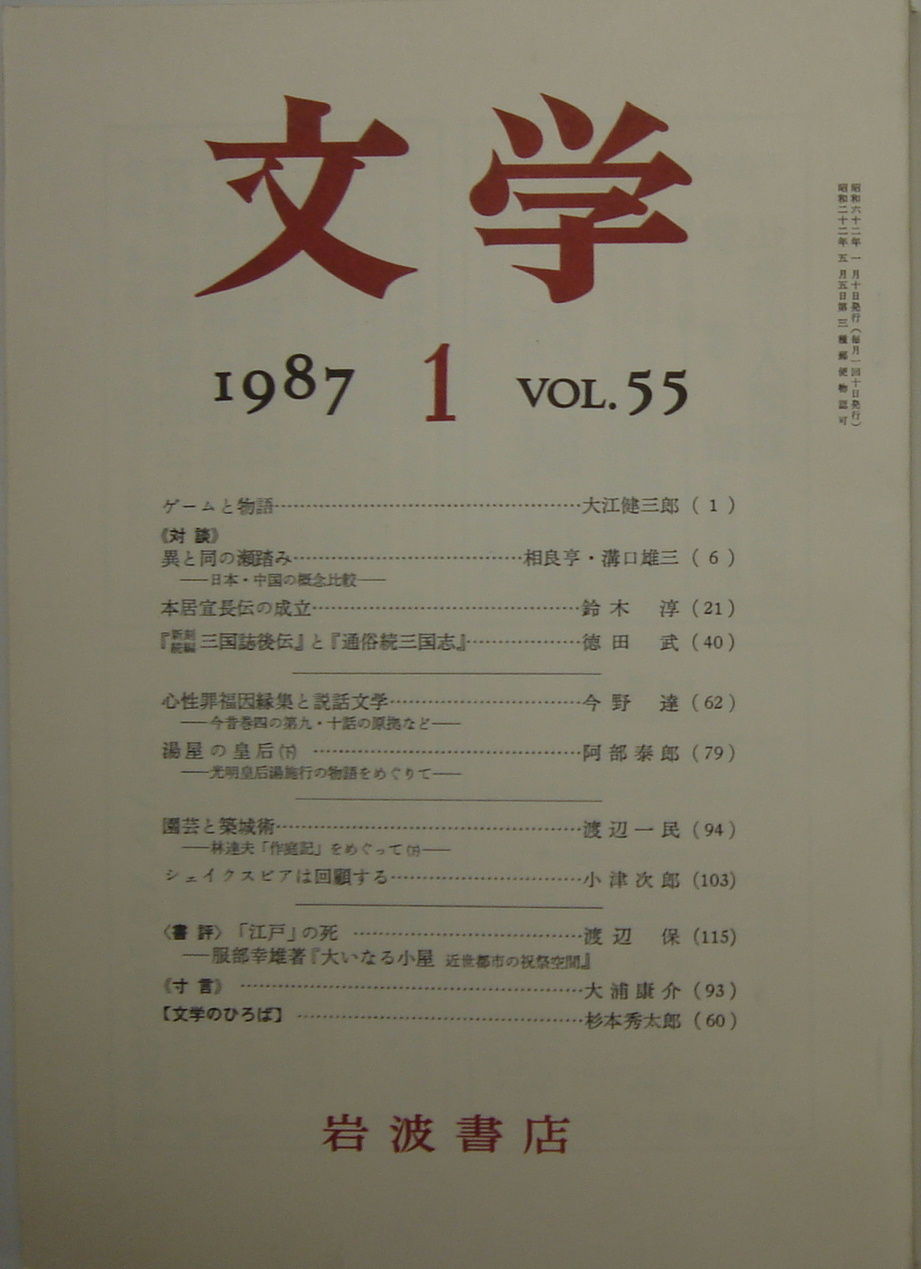 文学
1987 1 VOL. 55
昭和六十二年一月十日発行(毎月一回十日発行)
昭和二十二年五月五日第三種郵便物認可
ゲームと物語……………………………………大江健三郎 ( 1 )
《対談》
異と同の瀬踏み…………………………相良亨・溝口雄三 ( 6 )
――日本・中国の概念比較――
本居宣長伝の成立………………………………鈴木 淳 (21)
『新刻続編三国誌後伝』と『通俗続三国志』……………徳田 武 (40)
心性罪福因縁集と説話文学……………………今野 達 (62)
――今昔巻四の第九・十話の原拠など――
湯屋の皇后(下) ………………………………阿部泰郎 (79)
――光明皇后湯施行の物語をめぐりて――
園芸と築城術……………………………………渡辺一民 (94)
――林達夫「作庭記」をめぐって(下)――
シェイクスピアは回顧する……………………小津次郎 (103)
〈書評〉「江戸」の死 …………………………渡辺 保 (115)
――服部幸雄著『大いなる小屋 近世都市の祝祭空間』
《寸言》 ………………………………………大浦康介 (93)
【文学のひろば】 ………………………………杉本秀太郎 (60)
岩波書店